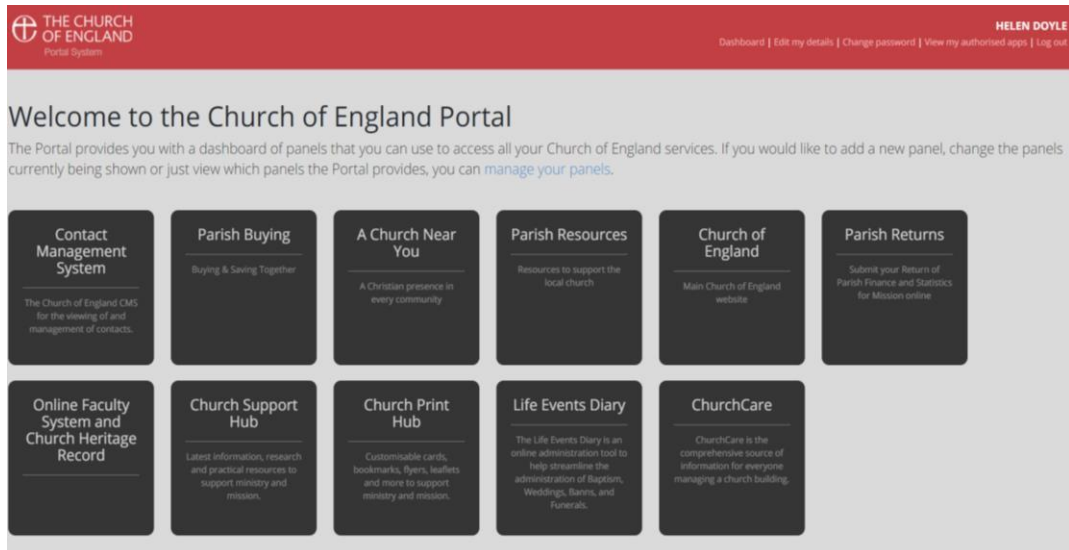 THE CHURCH
OF ENGLAND
Portal System
HELEN DOYLE
Dashboard | Edit my details | Change password | View my authorised apps | Log out
Welcome to the Church of England Portal
The Portal provides you with a dashboard of panels that you can use to access all your Church of England services. If you would like to add a new panel, change the panels
currently being shown or just view which panels the Portal provides, you can manage your panels.
Contact
Management
System
The Church of England CMS
for the viewing of and
management of contacts.
Parish Buying
Buying & Saving Together
A Church Near
You
A Christian presence in
every community
Parish Resources
Resources to support the
local church
Church of
England
Main Church of England
website
Parish Returns
Submit your Return of
Parish Finance and Statistics
for Mission online
Online Faculty
System and
Church Heritage
Record
Church Support
Hub
Latest information, research
and practical resources to
support ministry and
mission.
Church Print
Hub
Customisable cards,
bookmarks, flyers, leaflets
and more to support
ministry and mission.
Life Events Diary
The Life Events Diary is an
online administration tool to
help streamline the
administration of Baptism,
Weddings, Banns, and
Funerals.
ChurchCare
ChurchCare is the
comprehensive source of
information for everyone
managing a church building.